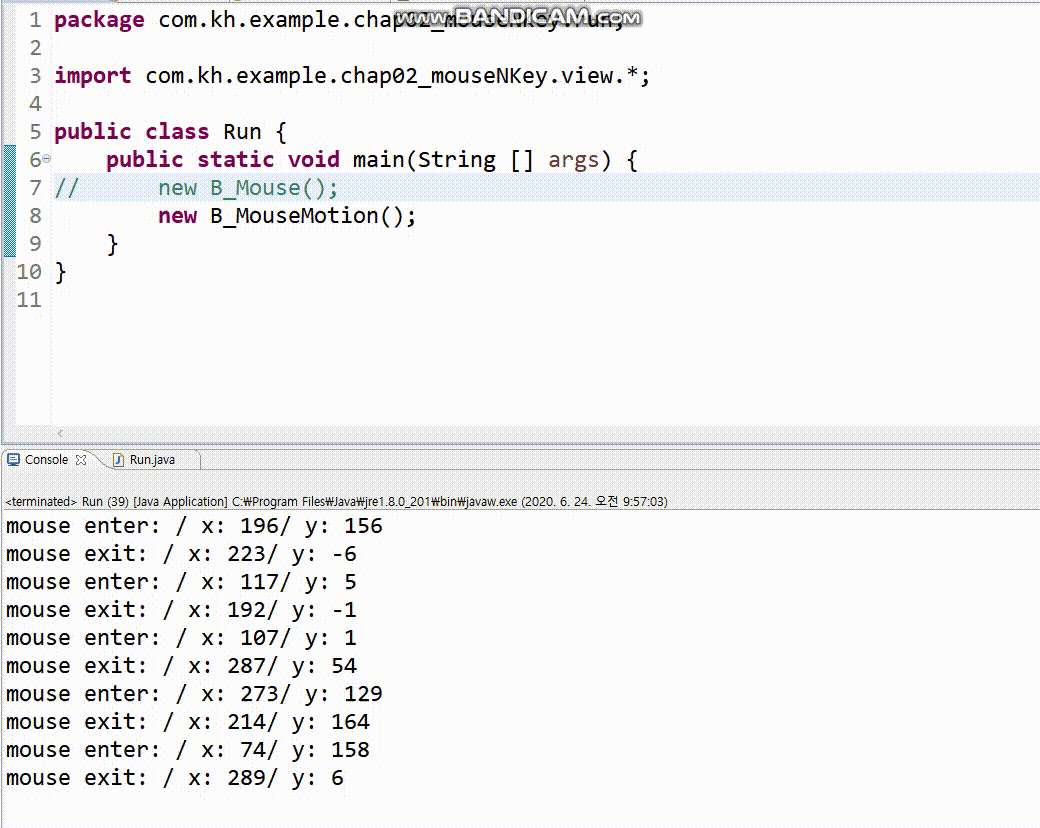 www.BANDICAM.com
1 package com.kh.example.chap02_mouseNKey.run;
2
3 import com.kh.example.chap02_mouseNKey.view.*;
4
5 public class Run {
6 public static void main(String [] args) {
7 // new B_Mouse();
8 new B_MouseMotion();
9 }
10 }
11
Console Run.java
<terminated> Run (39) [Java Application] C:₩Program Files₩Java₩jre1.8.0_201₩bin₩javaw.exe (2020. 6. 24. 오전 9:57:03)
mouse enter: / x: 196/ y: 156
mouse exit: / x: 223/ y: -6
mouse enter: / x: 117/ y: 5
mouse exit: / x: 192/ y: -1
mouse enter: / x: 107/ y: 1
mouse exit: / x: 287/ y: 54
mouse enter: / x: 273/ y: 129
mouse exit: / x: 214/ y: 164
mouse enter: / x: 74/ y: 158
mouse exit: / x: 289/ y: 6